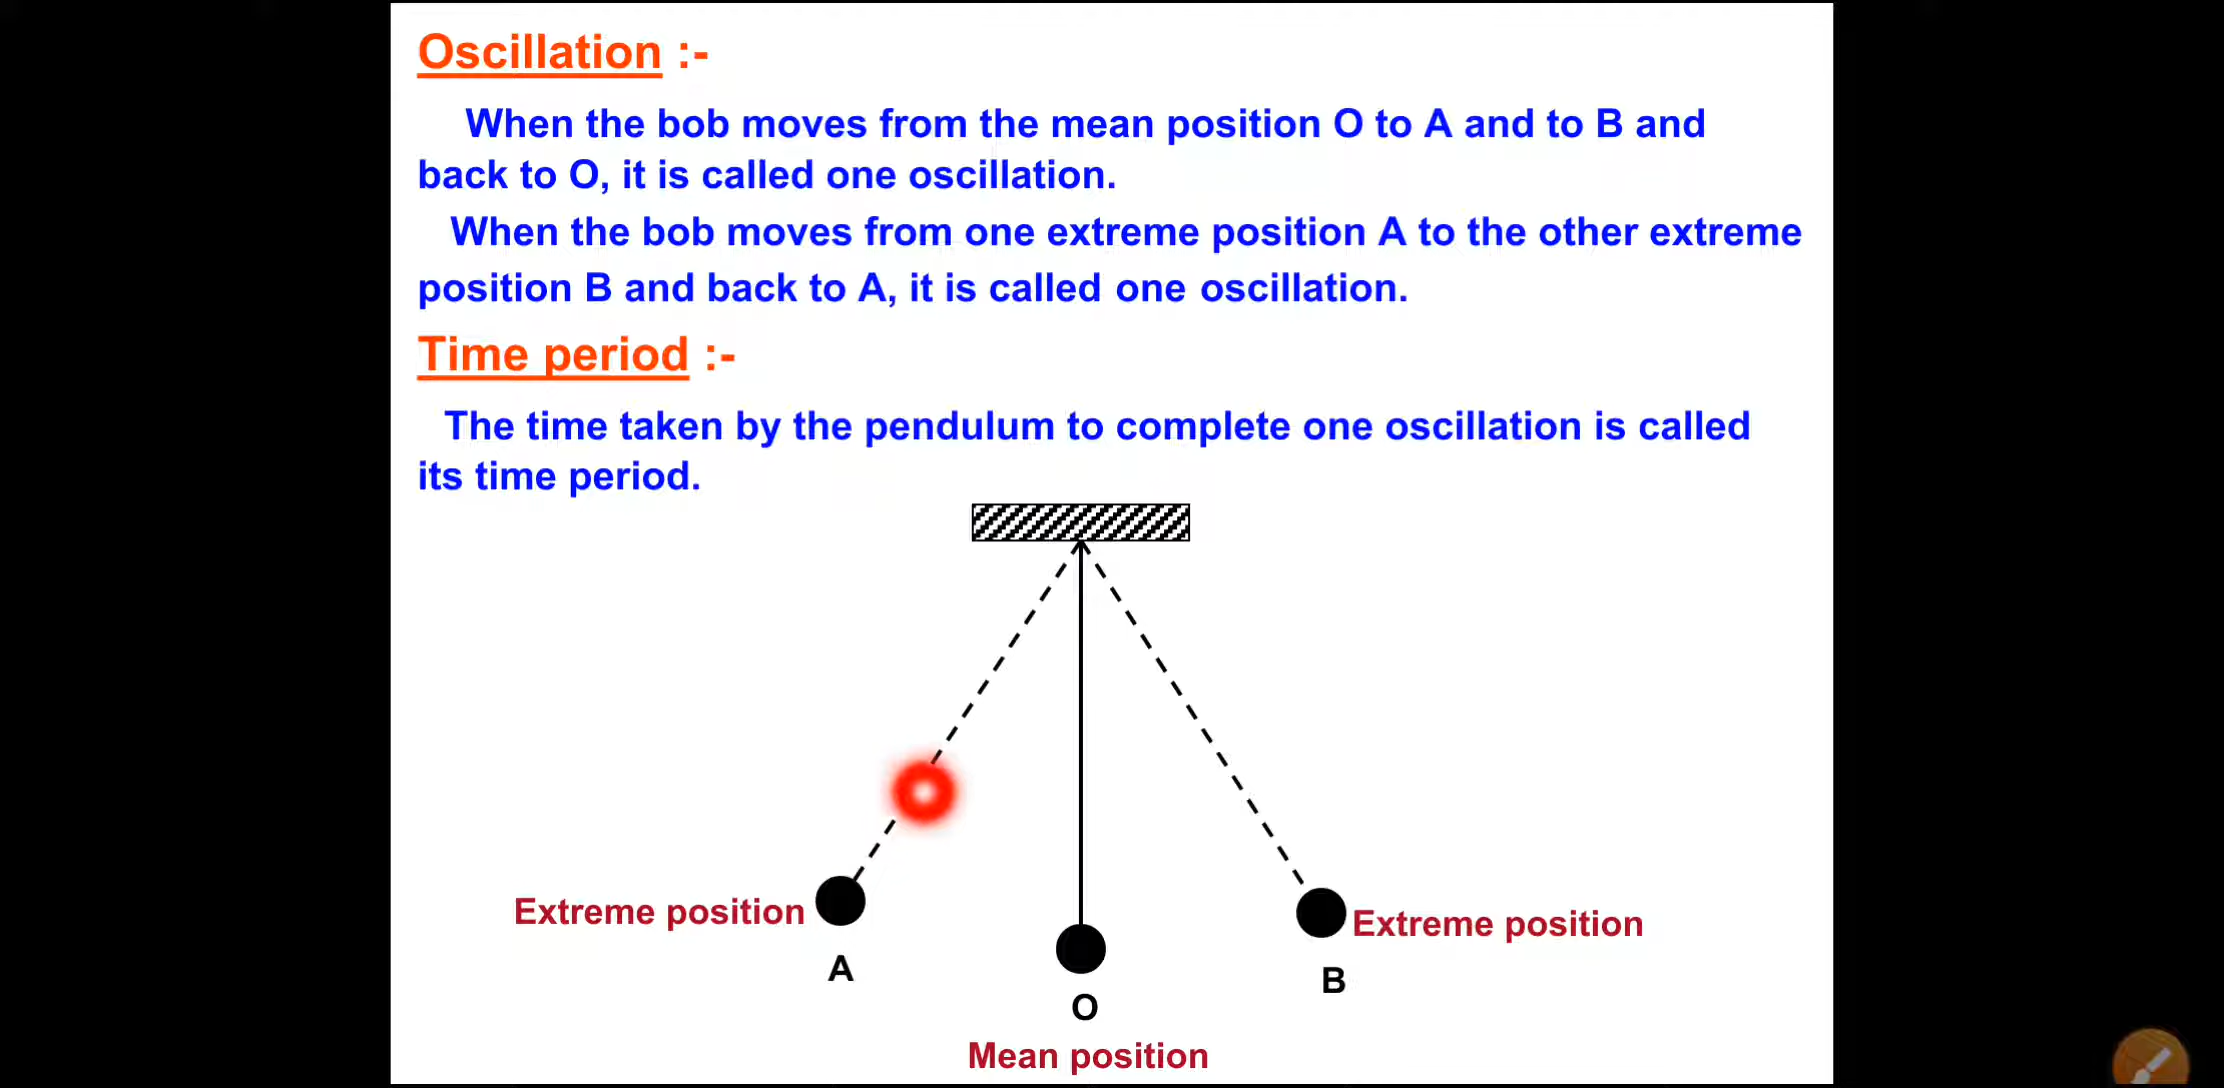 Oscillation :-
When the bob moves from the mean position O to A and to B and
back to O, it is called one oscillation.
When the bob moves from one extreme position A to the other extreme
position B and back to A, it is called one oscillation.
Time period :-
The time taken by the pendulum to complete one oscillation is called
its time period.
Extreme position
Extreme position
A
B
O
Mean position